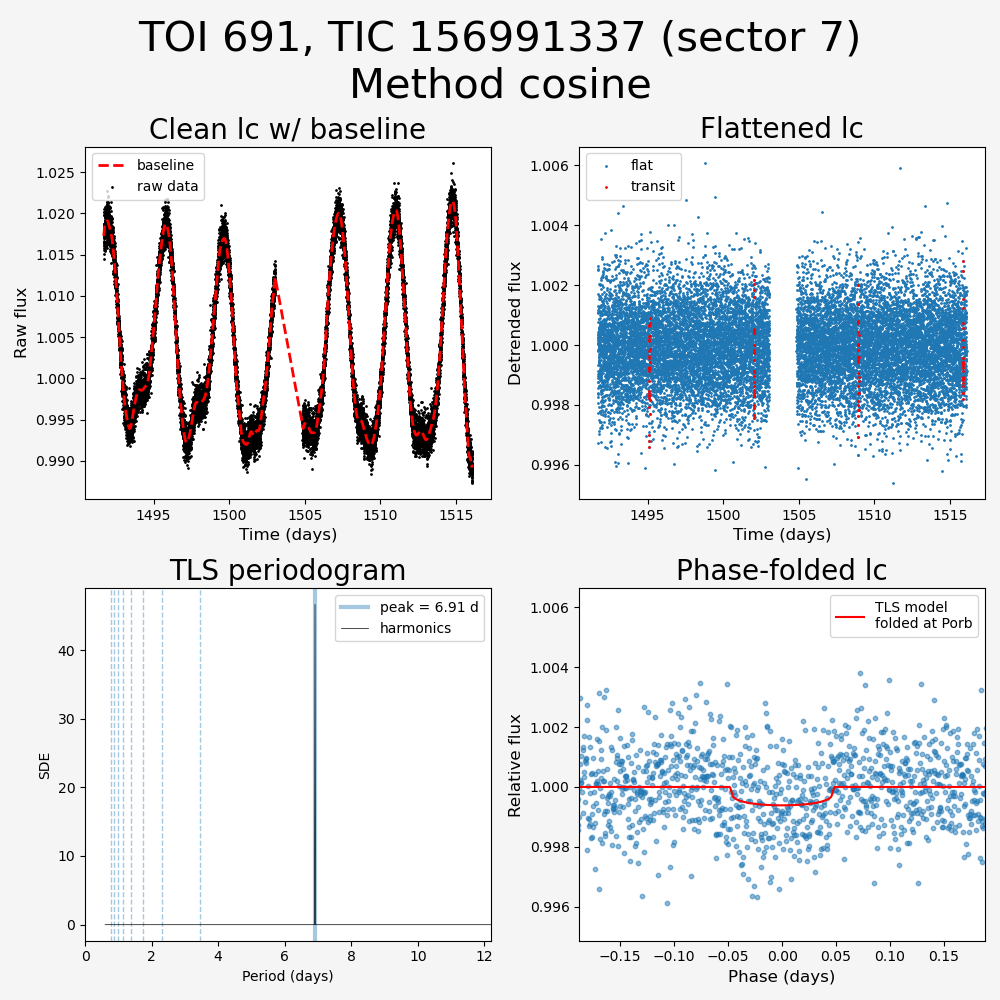 TOI 691, TIC 156991337 (sector 7)
Method cosine
Clean lc w/ baseline
baseline
raw data
1.025
1.020
1.015
1.010
1.005
1.000
0.995
0.990
Raw flux
1495
1500
1505
1510
1515
Time (days)
Flattened lc
flat
transit
1.006
1.004
1.002
1.000
0.998
0.996
Detrended flux
1495
1500
1505
1510
1515
Time (days)
TLS periodogram
peak = 6.91 d
harmonics
40
30
20
10
0
SDE
0
2
4
6
8
10
12
Period (days)
Phase-folded lc
TLS model
folded at Porb
1.006
1.004
1.002
1.000
0.998
0.996
Relative flux
−0.15
−0.10
−0.05
0.00
0.05
0.10
0.15
Phase (days)